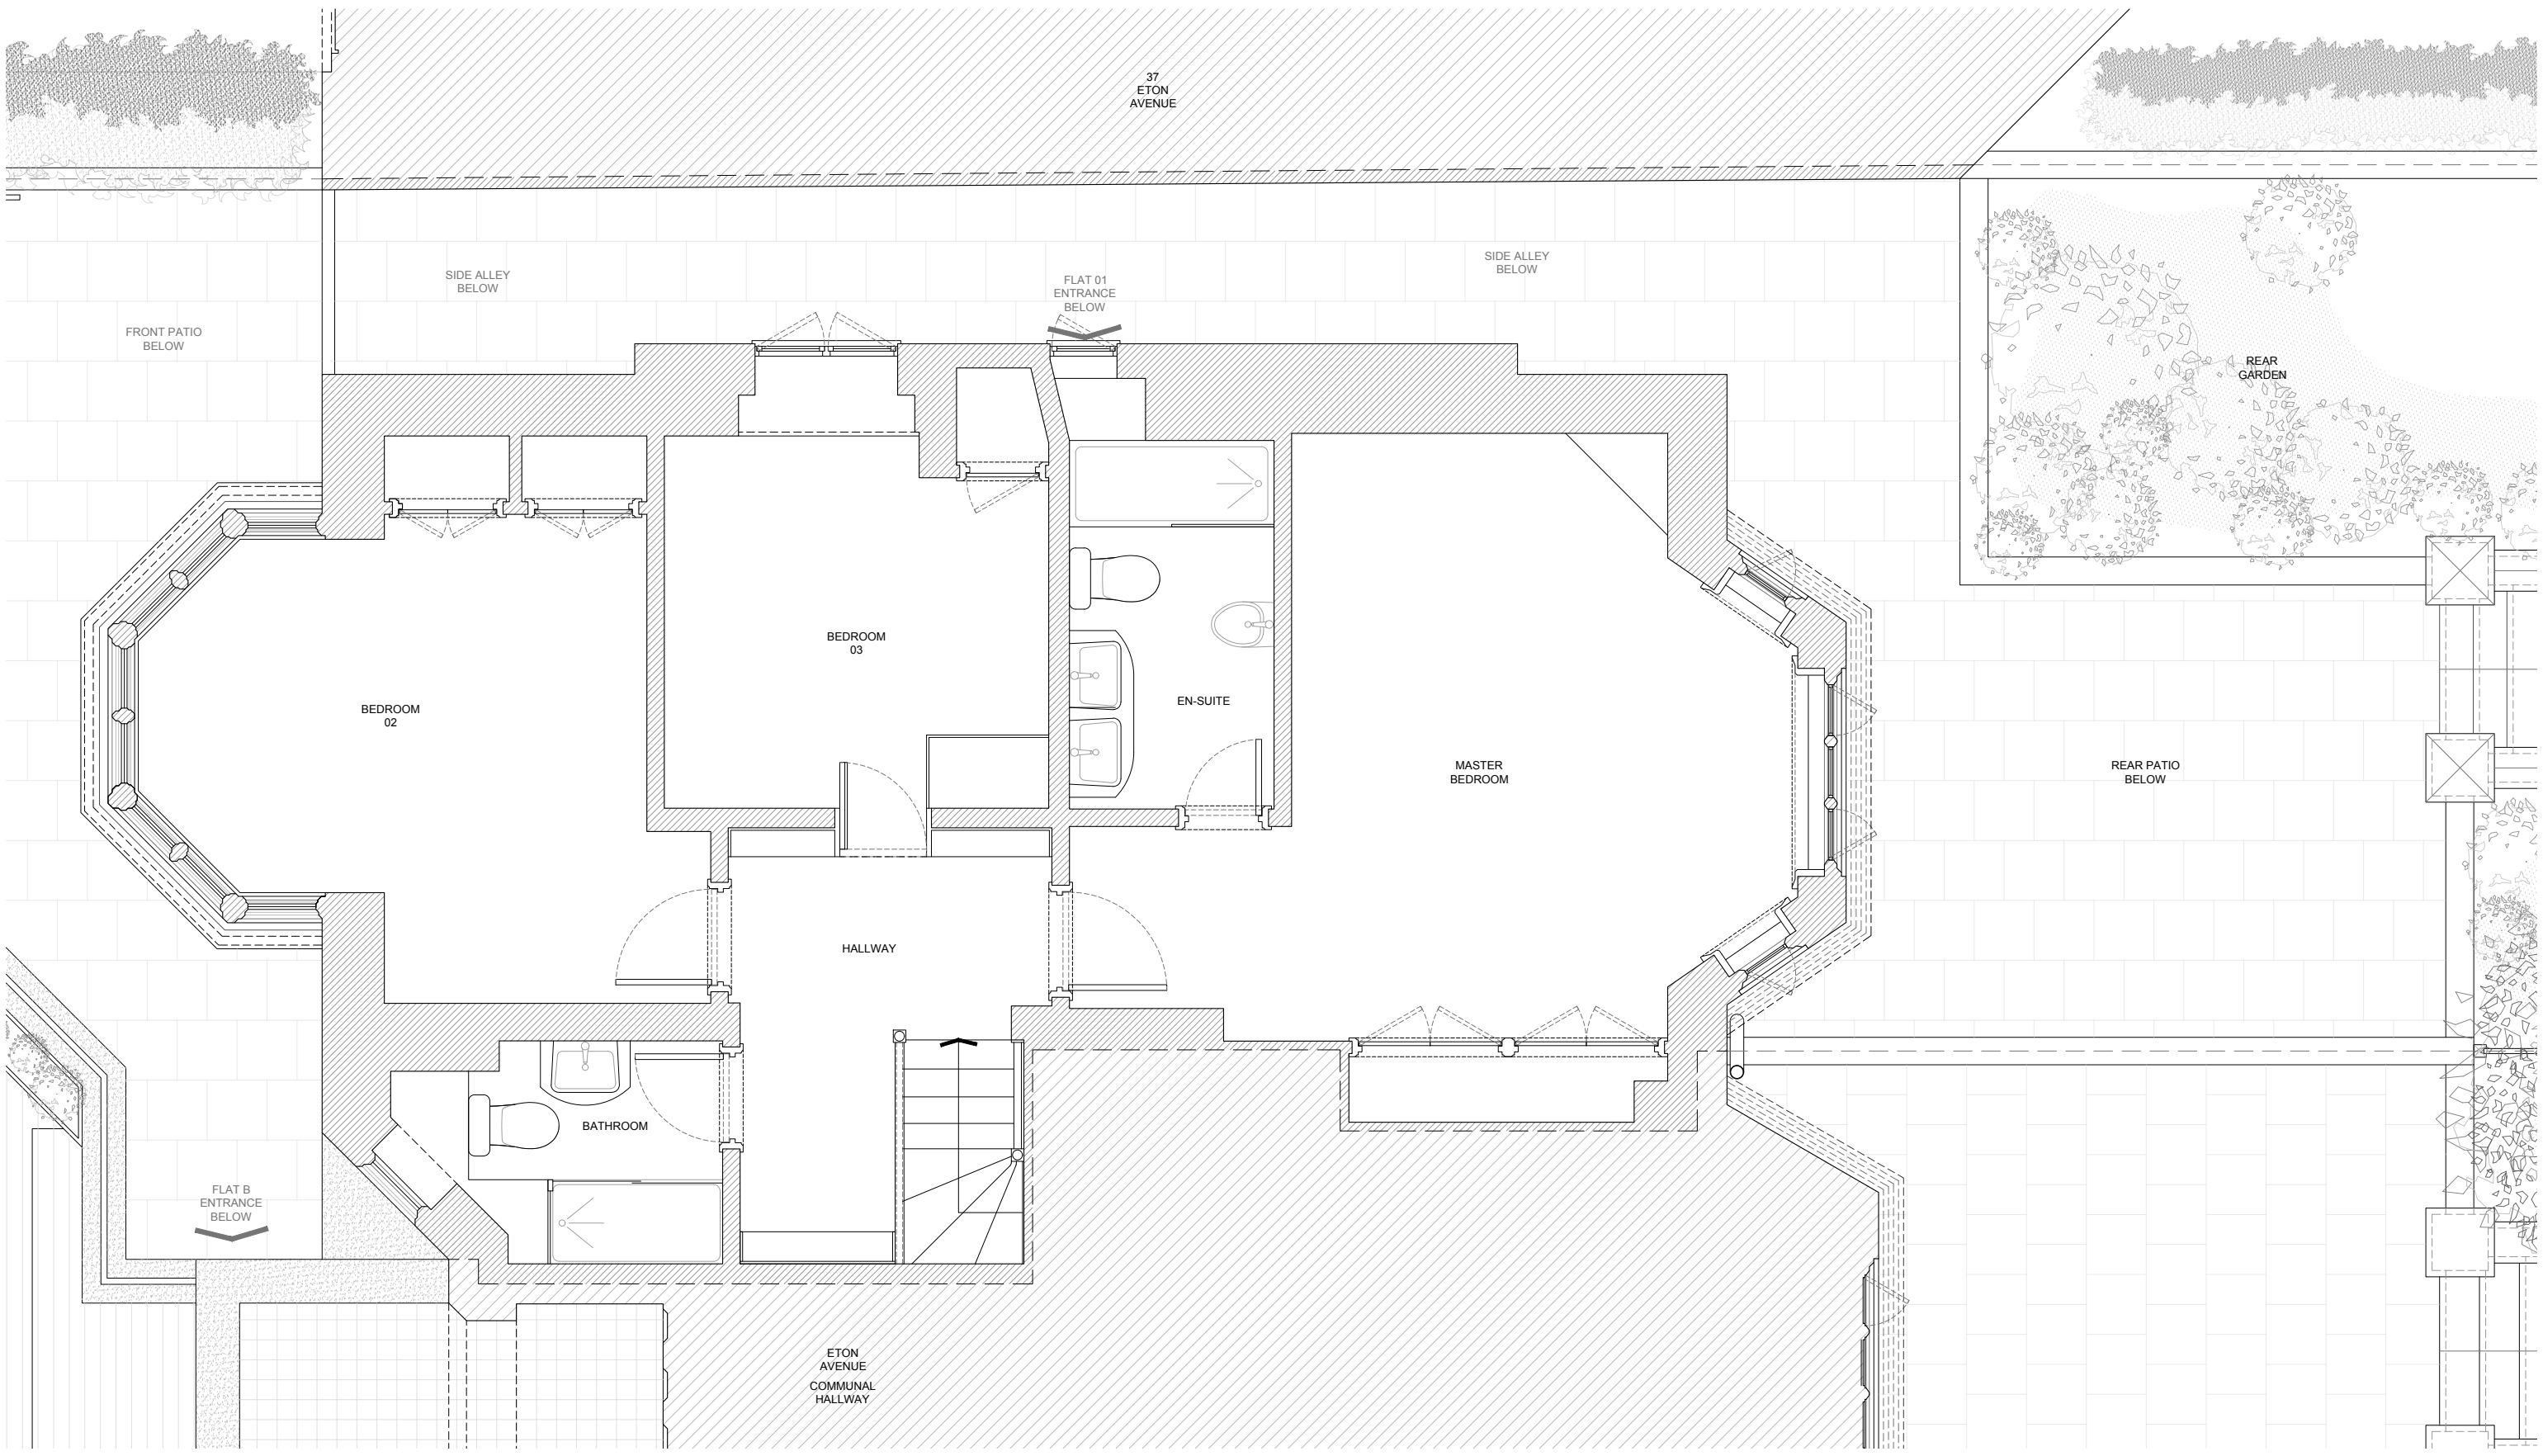 37
ETON
AVENUE
SIDE ALLEY
BELOW
SIDE ALLEY
BELOW
FLAT 01
ENTRANCE
BELOW
FRONT PATIO
BELOW
REAR
GARDEN
BEDROOM
03
BEDROOM
02
EN-SUITE
MASTER
BEDROOM
REAR PATIO
BELOW
HALLWAY
BATHROOM
FLAT B
ENTRANCE
BELOW
ETON
AVENUE
COMMUNAL
HALLWAY